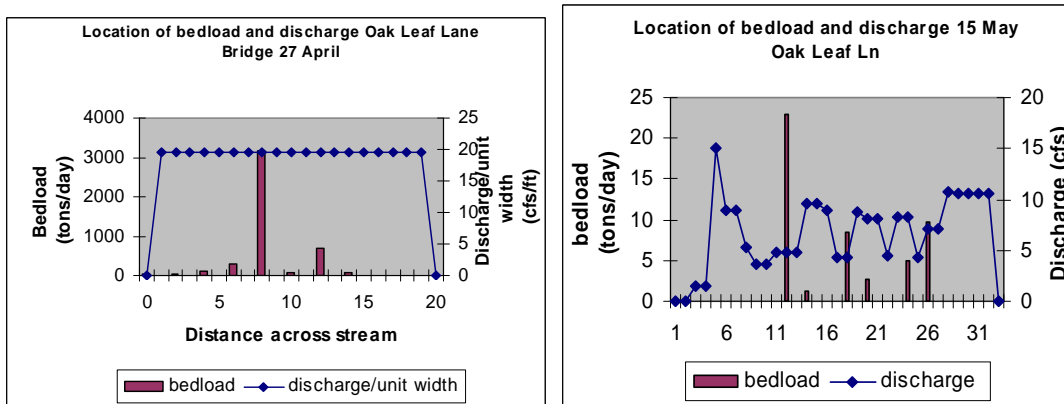 Location of bedload and discharge Oak Leaf Lane
Bridge 27 April
Bedload
(tons/day)
4000
3000
2000
1000
0
25
20
15
10
5
0
Discharge/unit
width
(cfs/ft)
0 5 10 15 20
Distance across stream
bedload discharge/unit width
Location of bedload and discharge 15 May
Oak Leaf Ln
bedload
(tons/day)
25
20
15
10
5
0
20
15
10
5
0
Discharge (cfs)
1 6 11 16 21 26 31
bedload discharge